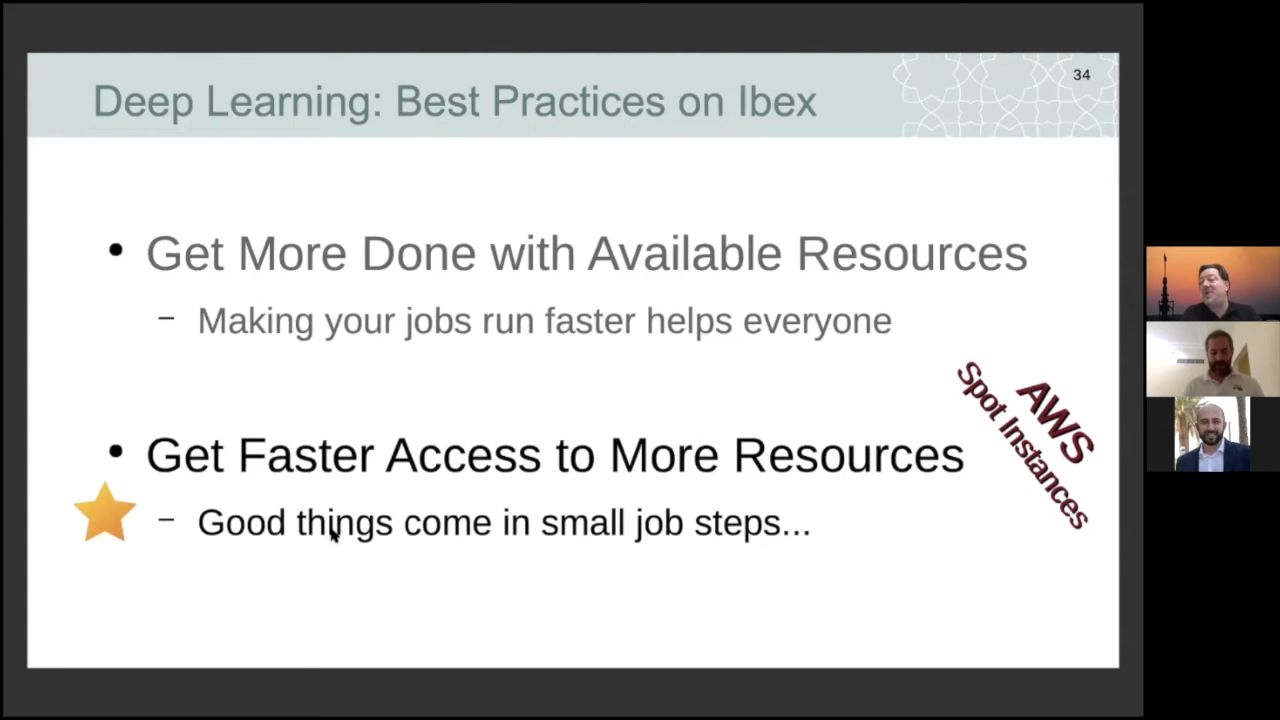 34
Deep Learning: Best Practices on Ibex
• Get More Done with Available Resources
– Making your jobs run faster helps everyone
AWS
Spot Instances
• Get Faster Access to More Resources
– Good things come in small job steps...